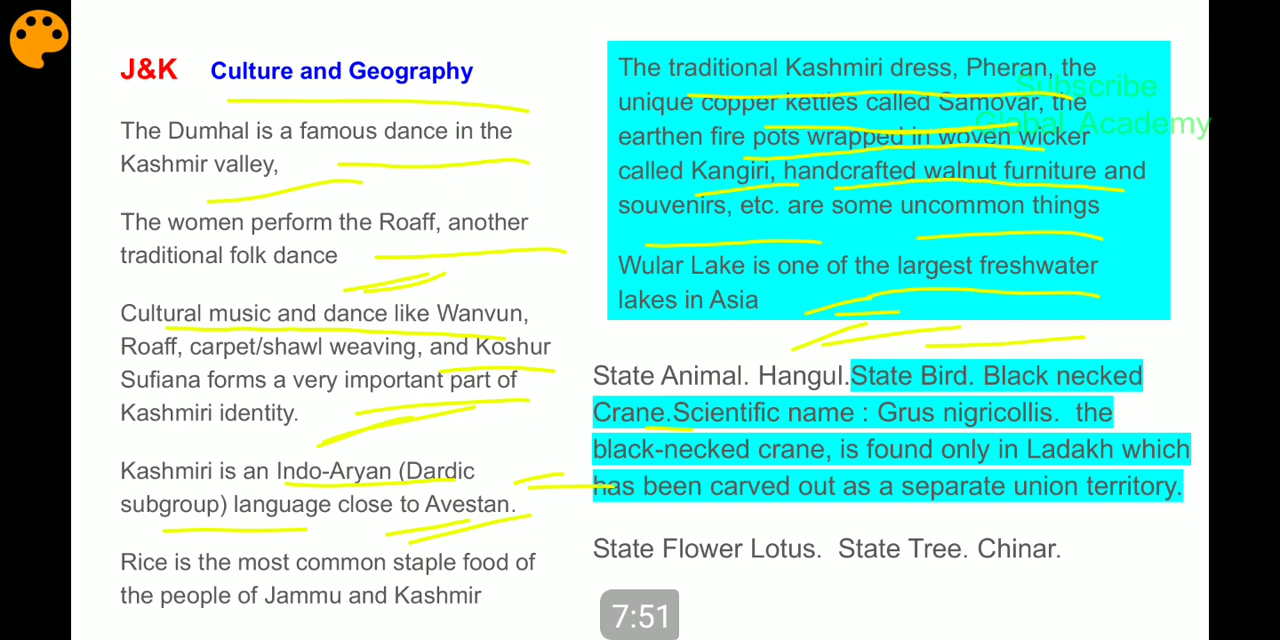 J&K Culture and Geography
The Dumhal is a famous dance in the
Kashmir valley,
The women perform the Roaff, another
traditional folk dance
Cultural music and dance like Wanvun,
Roaff, carpet/shawl weaving, and Koshur
Sufiana forms a very important part of
Kashmiri identity.
Kashmiri is an Indo-Aryan (Dardic
subgroup) language close to Avestan.
Rice is the most common staple food of
the people of Jammu and Kashmir
The traditional Kashmiri dress, Pheran, the
unique copper kettles called Samovar, the
earthen fire pots wrapped in woven wicker
called Kangiri, handcrafted walnut furniture and
souvenirs, etc. are some uncommon things
Wular Lake is one of the largest freshwater
lakes in Asia
Subscribe
Global Academy
State Animal. Hangul.State Bird. Black necked
Crane.Scientific name : Grus nigricollis. the
black-necked crane, is found only in Ladakh which
has been carved out as a separate union territory.
State Flower Lotus. State Tree. Chinar.
7:51